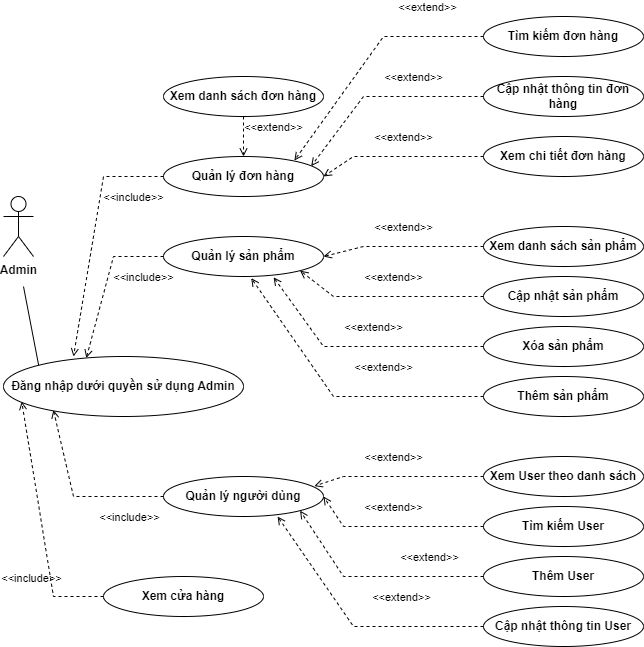 <<extend>>
Tìm kiếm đơn hàng
<<extend>>
Xem danh sách đơn hàng
Cập nhật thông tin đơn
hàng
<<extend>>
<<extend>>
Xem chi tiết đơn hàng
Quản lý đơn hàng
<<include>>
<<extend>>
Xem danh sách sản phẩm
Quản lý sản phẩm
Admin
<<include>>
<<extend>>
Cập nhật sản phẩm
<<extend>>
Xóa sản phẩm
<<extend>>
Đăng nhập dưới quyền sử dụng Admin
Thêm sản phẩm
<<extend>>
Xem User theo danh sách
Quản lý người dùng
<<extend>>
<<include>>
Tìm kiếm User
<<extend>>
<<include>>
Thêm User
Xem cửa hàng
<<extend>>
Cập nhật thông tin User